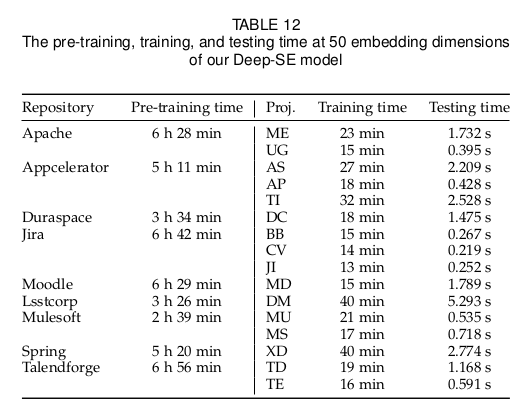 TABLE 12
The pre-training, training, and testing time at 50 embedding dimensions
of our Deep-SE model
Repository Pre-training time Proj. Training time Testing time
Apache 6 h 28 min ME 23 min 1.732 s
UG 15 min 0.395 s
Appcelerator 5 h 11 min AS 27 min 2.209 s
AP 18 min 0.428 s
TI 32 min 2.528 s
Duraspace 3 h 34 min DC 18 min 1.475 s
Jira 6 h 42 min BB 15 min 0.267 s
CV 14 min 0.219 s
JI 13 min 0.252 s
Moodle 6 h 29 min MD 15 min 1.789 s
Lsstcorp 3 h 26 min DM 40 min 5.293 s
Mulesoft 2 h 39 min MU 21 min 0.535 s
MS 17 min 0.718 s
Spring 5 h 20 min XD 40 min 2.774 s
Talendforge 6 h 56 min TD 19 min 1.168 s
TE 16 min 0.591 s